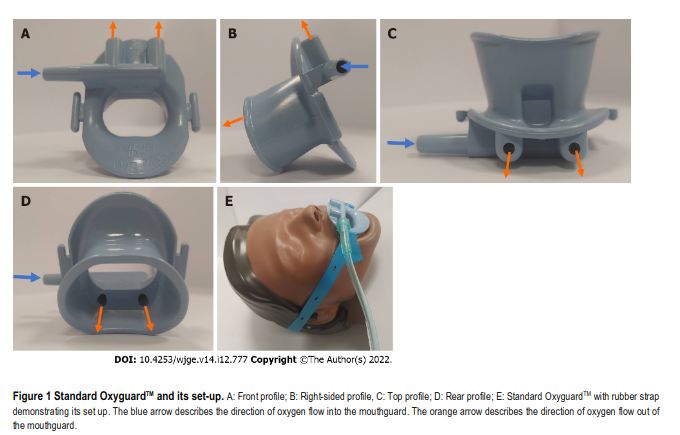 A
B
C
D
E
DOI: 10.4253/wjge.v14.i12.777 Copyright ©The Author(s) 2022.
Figure 1 Standard Oxyguard™ and its set-up. A: Front profile; B: Right-sided profile, C: Top profile; D: Rear profile; E: Standard Oxyguard™ with rubber strap
demonstrating its set up. The blue arrow describes the direction of oxygen flow into the mouthguard. The orange arrow describes the direction of oxygen flow out of
the mouthguard.